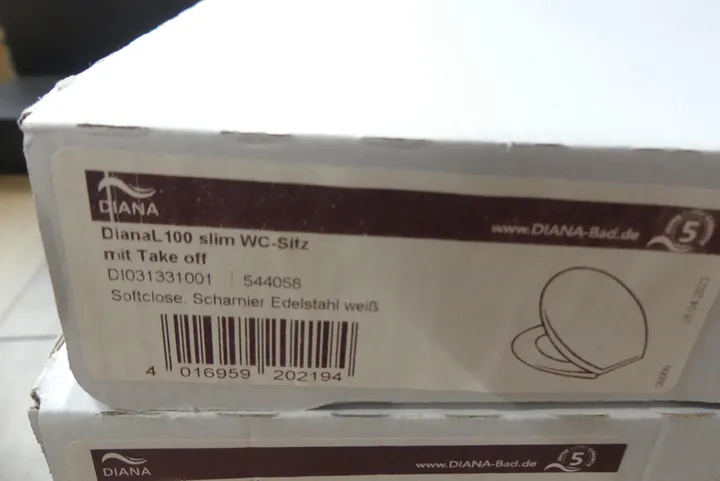 DIANA
www.DIANA-Bad.de
5
DianaL100 slim WC-Sitz
mit Take off
DI031331001 | 544058
Softclose, Scharnier Edelstahl weiß
4 016959 202194
DIANA
www.DIANA-Bad.de
5